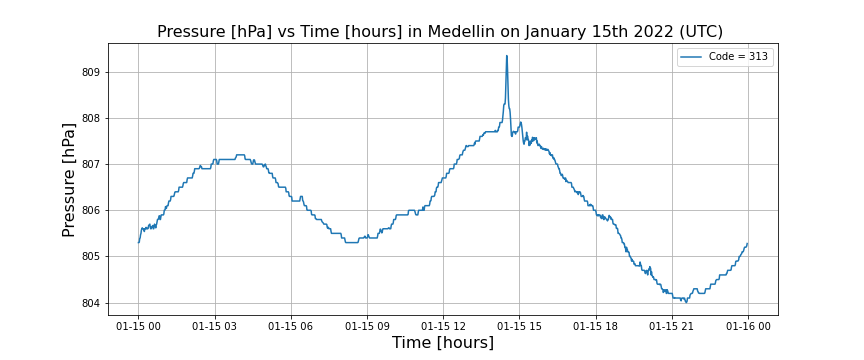 Pressure [hPa] vs Time [hours] in Medellin on January 15th 2022 (UTC)
Code = 313
809
808
807
806
805
804
Pressure [hPa]
01-15 00 01-15 03 01-15 06 01-15 09 01-15 12 01-15 15 01-15 18 01-15 21 01-16 00
Time [hours]